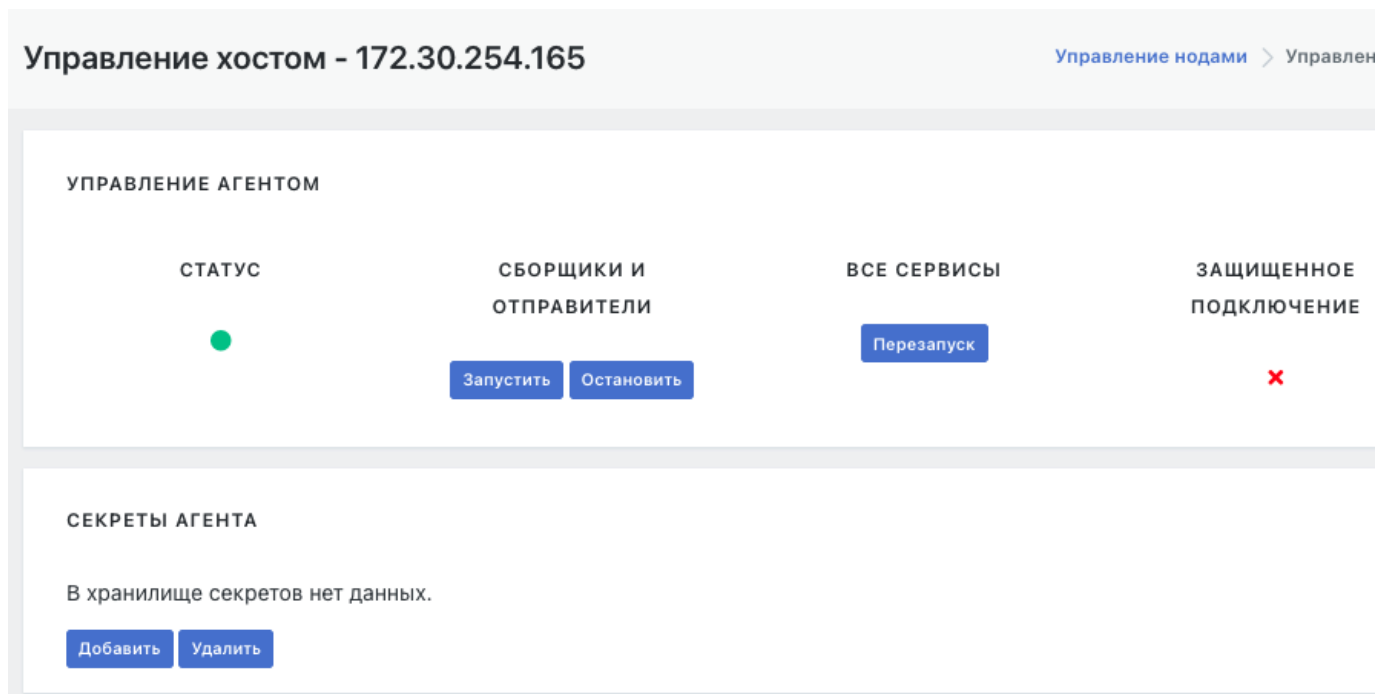 Управление хостом - 172.30.254.165
Управление нодами > Управлен
УПРАВЛЕНИЕ АГЕНТОМ
СТАТУС
СБОРЩИКИ И
ОТПРАВИТЕЛИ
Запустить Остановить
ВСЕ СЕРВИСЫ
Перезапуск
ЗАЩИЩЕННОЕ
ПОДКЛЮЧЕНИЕ
СЕКРЕТЫ АГЕНТА
В хранилище секретов нет данных.
Добавить Удалить